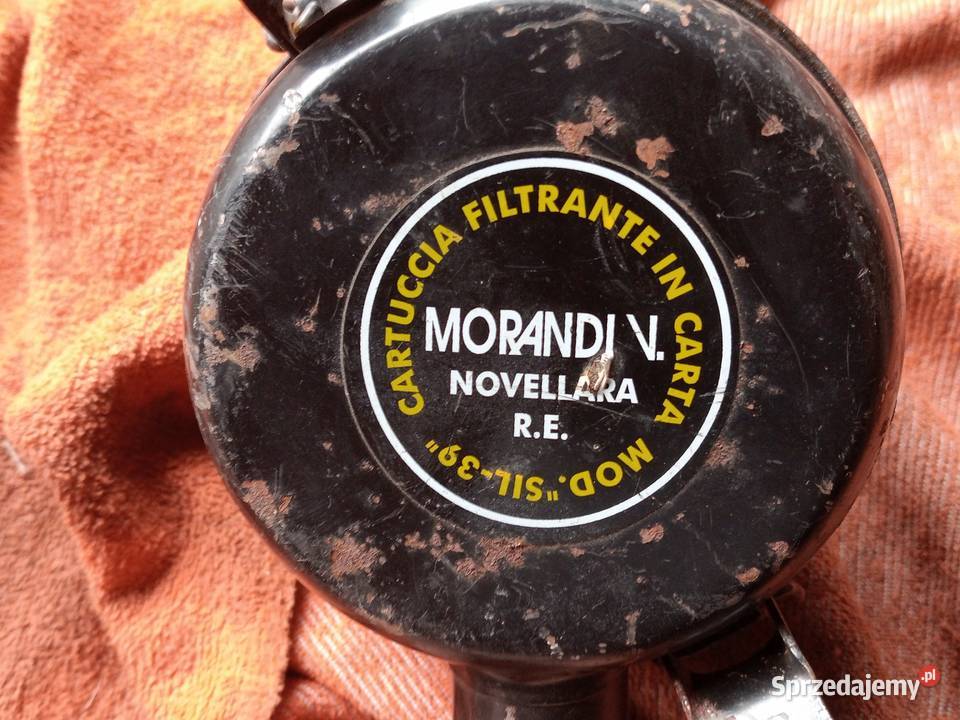 CARTUCCIA FILTRANTE IN CARTA
MORANDI V.
NOVELLARA
R.E.
MOD. "SIL-39"
Sprzedajemy.pl